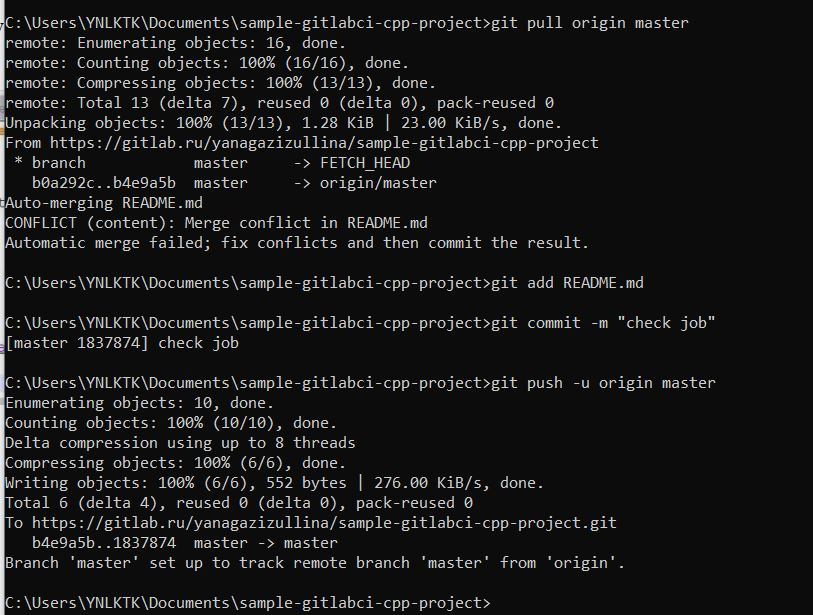 C:\Users\YNLKTK\Documents\sample-gitlabci-cpp-project>git pull origin master
remote: Enumerating objects: 16, done.
remote: Counting objects: 100% (16/16), done.
remote: Compressing objects: 100% (13/13), done.
remote: Total 13 (delta 7), reused 0 (delta 0), pack-reused 0
Unpacking objects: 100% (13/13), 1.28 KiB | 23.00 KiB/s, done.
From https://gitlab.ru/yanagazizullina/sample-gitlabci-cpp-project
 * branch            master     -> FETCH_HEAD
   b0a292c..b4e9a5b  master     -> origin/master
Auto-merging README.md
CONFLICT (content): Merge conflict in README.md
Automatic merge failed; fix conflicts and then commit the result.
C:\Users\YNLKTK\Documents\sample-gitlabci-cpp-project>git add README.md
C:\Users\YNLKTK\Documents\sample-gitlabci-cpp-project>git commit -m "check job"
[master 1837874] check job
C:\Users\YNLKTK\Documents\sample-gitlabci-cpp-project>git push -u origin master
Enumerating objects: 10, done.
Counting objects: 100% (10/10), done.
Delta compression using up to 8 threads
Compressing objects: 100% (6/6), done.
Writing objects: 100% (6/6), 552 bytes | 276.00 KiB/s, done.
Total 6 (delta 4), reused 0 (delta 0), pack-reused 0
To https://gitlab.ru/yanagazizullina/sample-gitlabci-cpp-project.git
   b4e9a5b..1837874  master -> master
Branch 'master' set up to track remote branch 'master' from 'origin'.
C:\Users\YNLKTK\Documents\sample-gitlabci-cpp-project>